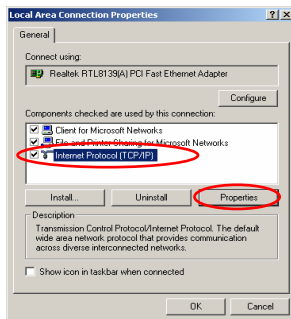 Local Area Connection Properties
General
Connect using:
Realtek RTL8139(A) PCI Fast Ethernet Adapter
Configure
Components checked are used by this connection:
Client for Microsoft Networks
File and Printer Sharing for Microsoft Networks
Internet Protocol (TCP/IP)
Install...
Uninstall
Properties
Description
Transmission Control Protocol/Internet Protocol. The default
wide area network protocol that provides communication
across diverse interconnected networks.
Show icon in taskbar when connected
OK
Cancel